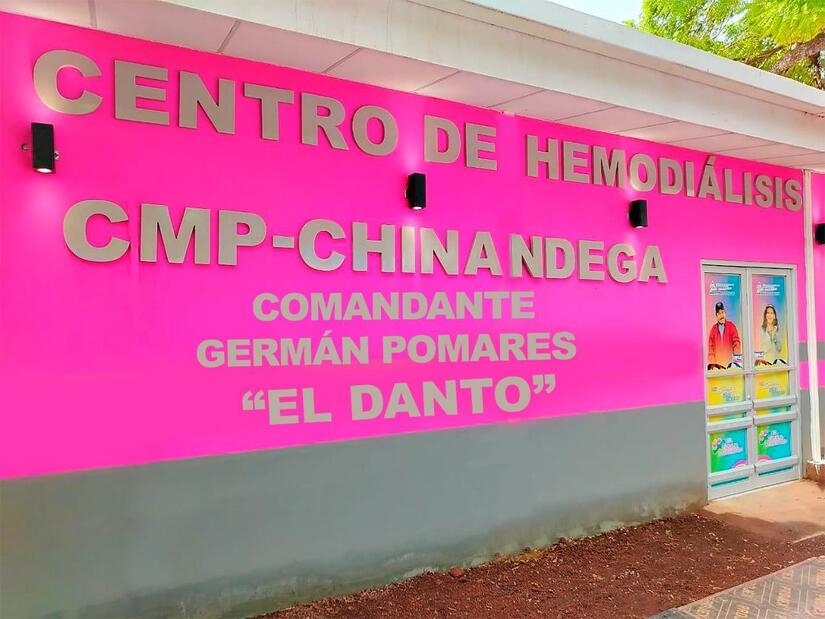 CENTRO DE HEMODIÁLISIS
CMP-CHINANDEGA
COMANDANTE
GERMÁN POMARES
“EL DANTO”